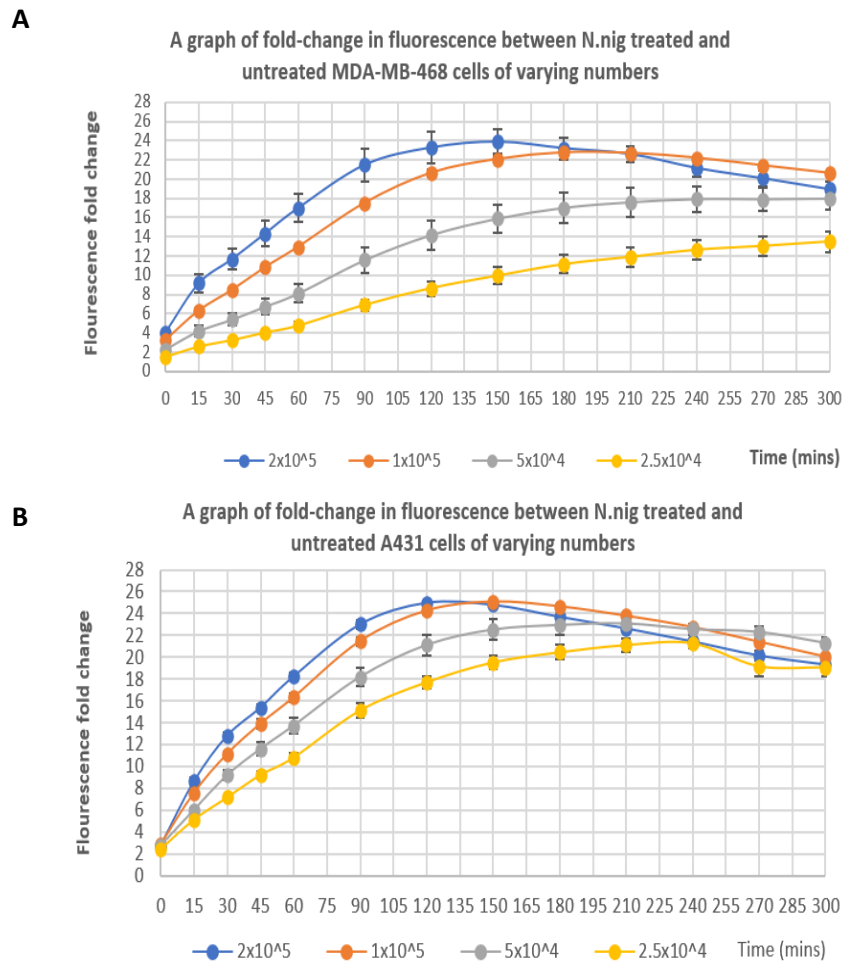 A
A graph of fold-change in fluorescence between N.nig treated and
untreated MDA-MB-468 cells of varying numbers
Flourescence fold change
28
26
24
22
20
18
16
14
12
10
8
6
4
2
0
0 15 30 45 60 75 90 105 120 135 150 165 180 195 210 225 240 255 270 285 300
2x10^5 1x10^5 5x10^4 2.5x10^4 Time (mins)
B
A graph of fold-change in fluorescence between N.nig treated and
untreated A431 cells of varying numbers
Flourescence fold change
28
26
24
22
20
18
16
14
12
10
8
6
4
2
0
0 15 30 45 60 75 90 105 120 135 150 165 180 195 210 225 240 255 270 285 300
2x10^5 1x10^5 5x10^4 2.5x10^4 Time (mins)